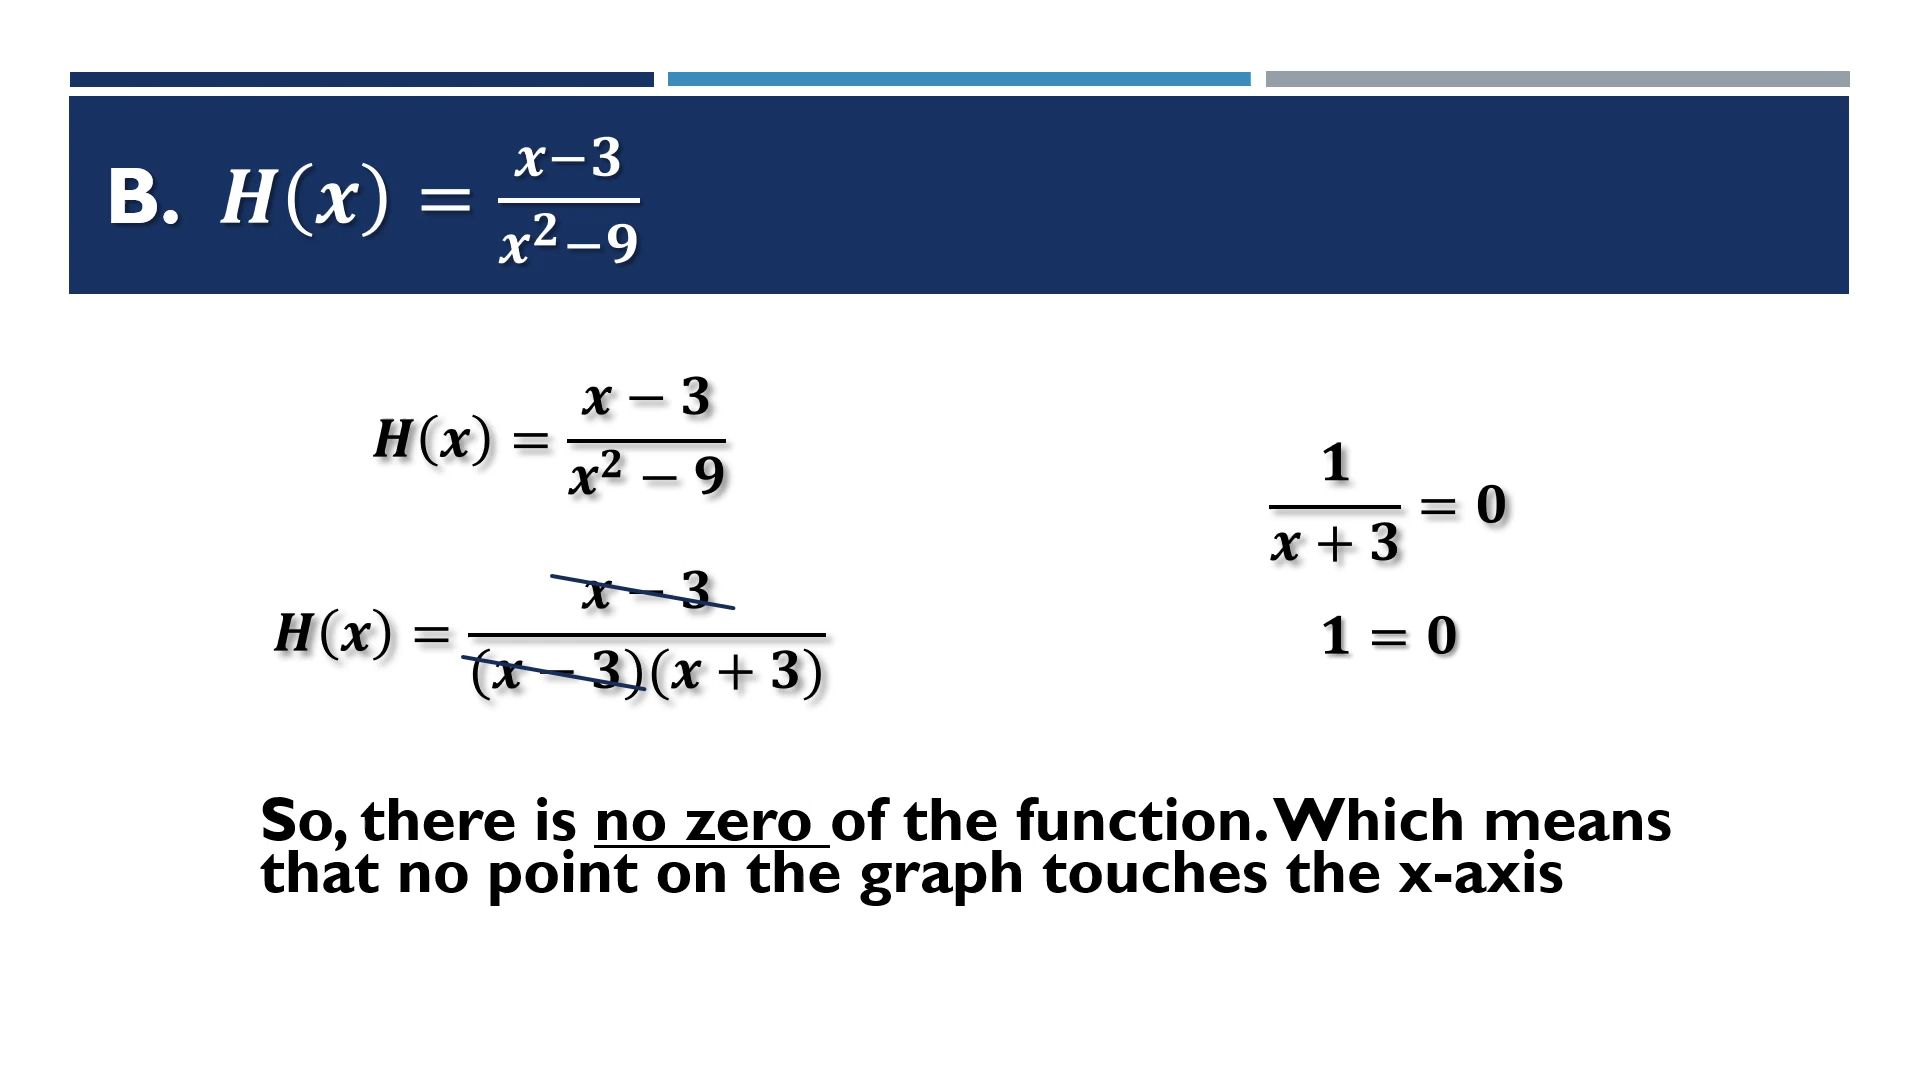 B. H(x) = x−3 / x²−9
H(x) = x − 3 / x² − 9
H(x) = x − 3 / (x − 3)(x + 3)
1 / x + 3 = 0
1 = 0
So, there is no zero of the function. Which means
that no point on the graph touches the x-axis